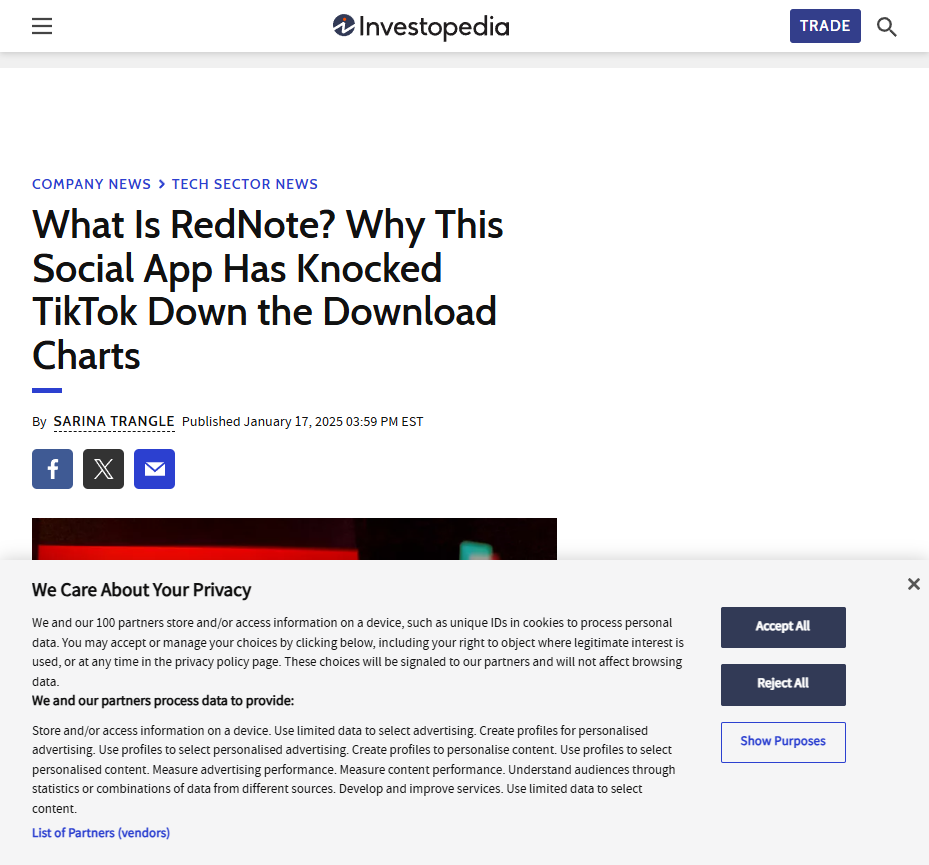 Investopedia
TRADE
COMPANY NEWS > TECH SECTOR NEWS
What Is RedNote? Why This
Social App Has Knocked
TikTok Down the Download
Charts
By SARINA TRANGLE Published January 17, 2025 03:59 PM EST
We Care About Your Privacy
We and our 100 partners store and/or access information on a device, such as unique IDs in cookies to process personal
data. You may accept or manage your choices by clicking below, including your right to object where legitimate interest is
used, or at any time in the privacy policy page. These choices will be signaled to our partners and will not affect browsing
data.
We and our partners process data to provide:
Store and/or access information on a device. Use limited data to select advertising. Create profiles for personalised
advertising. Use profiles to select personalised advertising. Create profiles to personalise content. Use profiles to select
personalised content. Measure advertising performance. Measure content performance. Understand audiences through
statistics or combinations of data from different sources. Develop and improve services. Use limited data to select
content.
List of Partners (vendors)
Accept All
Reject All
Show Purposes